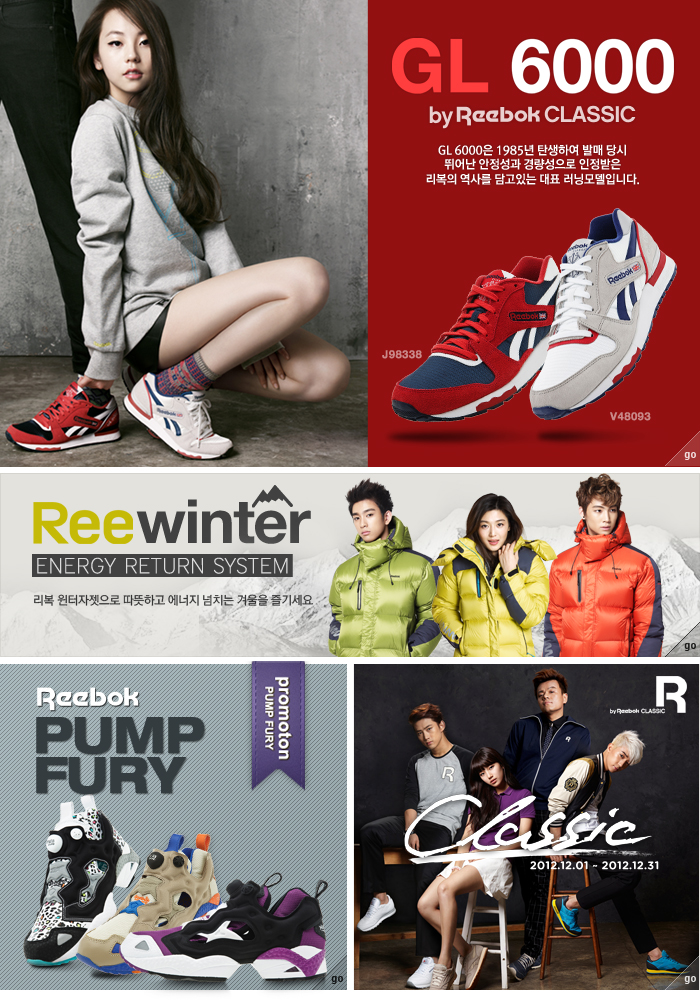 GL 6000
by Reebok CLASSIC
GL 6000은 1985년 탄생하여 발매 당시
뛰어난 안정성과 경량성으로 인정받은
리복의 역사를 담고있는 대표 러닝모델입니다.
Reebok
Reebok
Reebok
J98338
V48093
go
Reewinter
ENERGY RETURN SYSTEM
리복 윈터자켓으로 따뜻하고 에너지 넘치는 겨울을 즐기세요
go
Reebok
PUMP
FURY
promoton
PUMP FURY
go
R
by Reebok CLASSIC
R
R
Classic
2012.12.01 ~ 2012.12.31
go